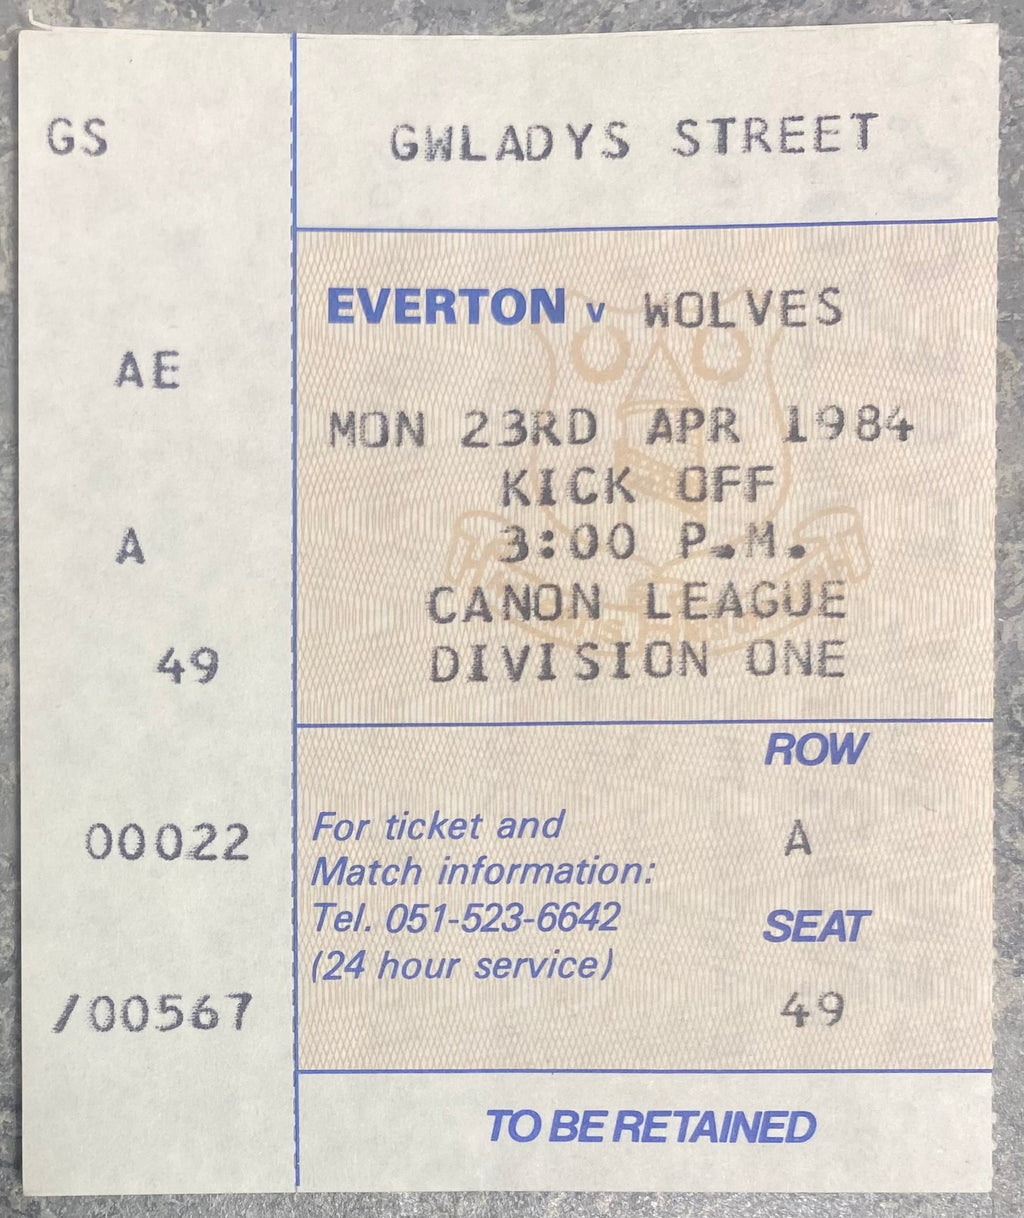 GS
AE
A
49
00022
/00567
GWLADYS STREET
EVERTON v WOLVES
MON 23RD APR 1984
KICK OFF
3:00 P.M.
CANON LEAGUE
DIVISION ONE
For ticket and
Match information:
Tel. 051-523-6642
(24 hour service)
ROW
A
SEAT
49
TO BE RETAINED